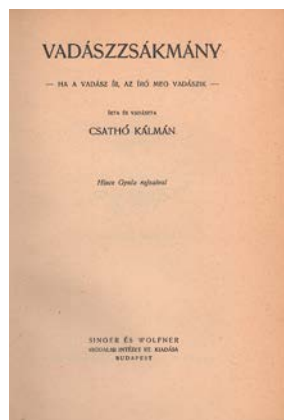 VADÁSZZSÁKMÁNY
— HA A VADÁSZ ÍR, AZ ÍRÓ MEG VADÁSZIK —
ÍRTA ÉS VADÁSZTA
CSATHÓ KÁLMÁN
Gyula rajzaival
SINGER ÉS WOLFNER
IRODALMI INTÉZET RT. KIADÁSA
BUDAPEST